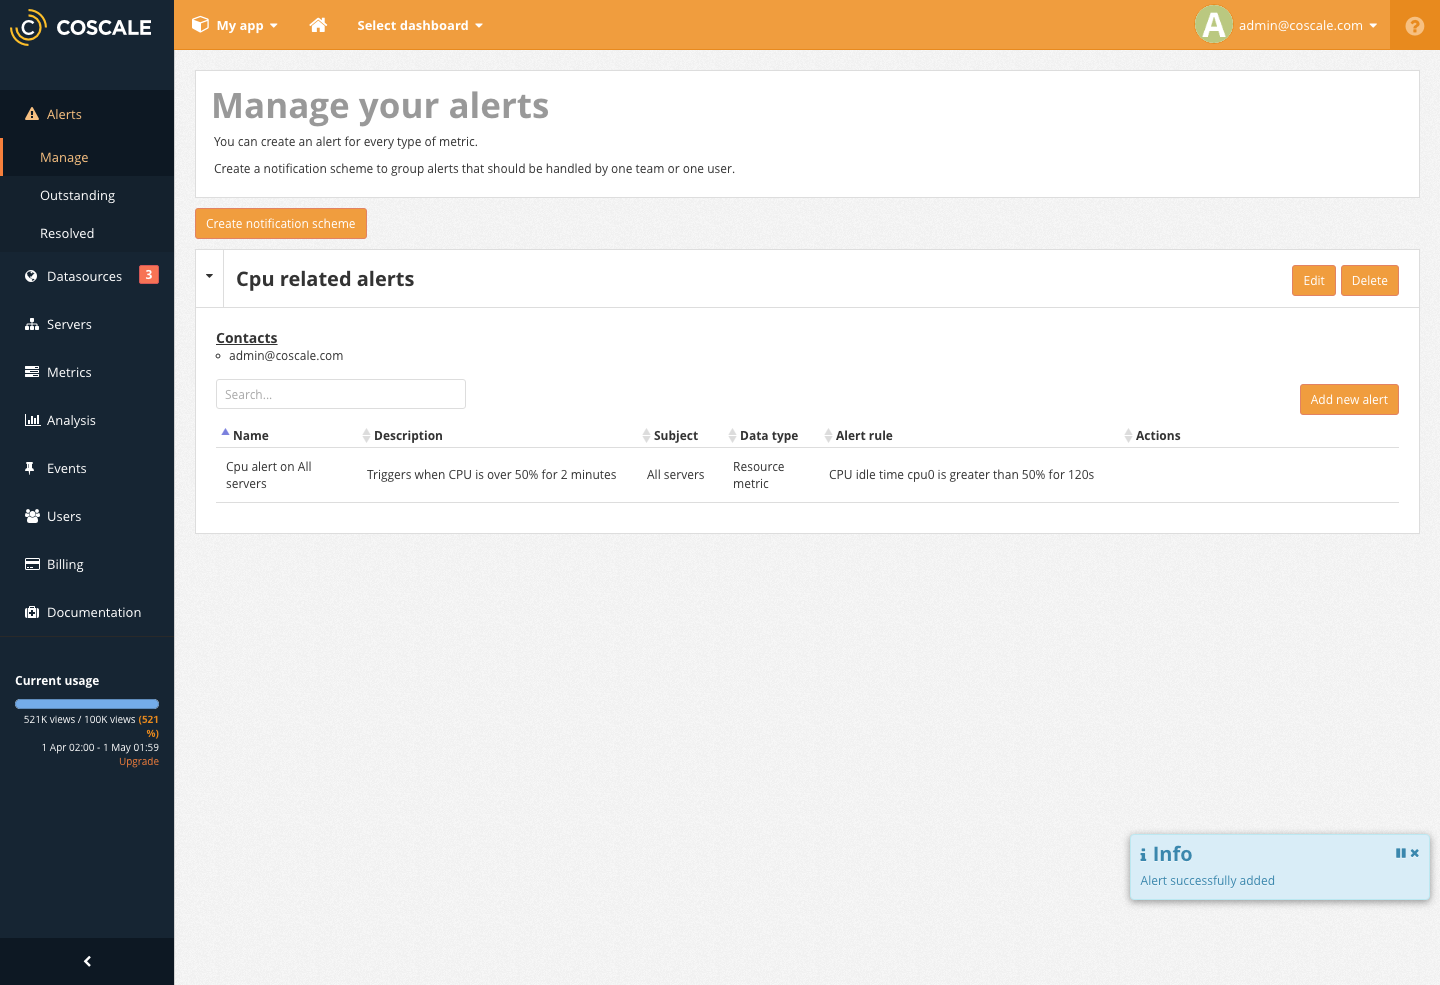 COSCALE
My app
Select dashboard
A
admin@coscale.com
Alerts
Manage
Outstanding
Resolved
Datasources 3
Servers
Metrics
Analysis
Events
Users
Billing
Documentation
Current usage
521K views / 100K views (521
%)
1 Apr 02:00 - 1 May 01:59
Upgrade
Manage your alerts
You can create an alert for every type of metric.
Create a notification scheme to group alerts that should be handled by one team or one user.
Create notification scheme
Cpu related alerts
Edit
Delete
Contacts
admin@coscale.com
Search...
Add new alert
Name Description Subject Data type Alert rule Actions
Cpu alert on All
servers
Triggers when CPU is over 50% for 2 minutes
All servers
Resource
metric
CPU idle time cpu0 is greater than 50% for 120s
Info
Alert successfully added